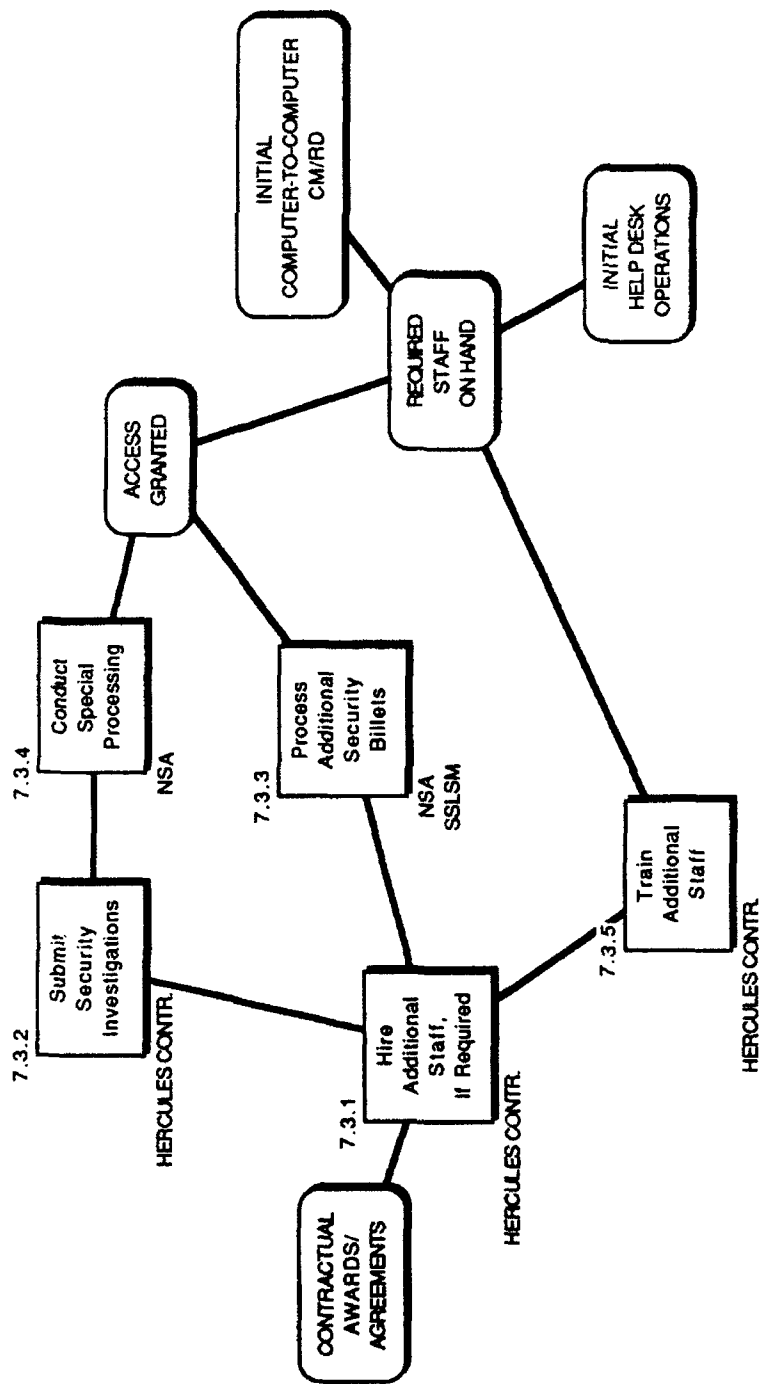 CONTRACTUAL
AWARDS/
AGREEMENTS
7.3.1
Hire
Additional
Staff,
If Required
HERCULES CONTR.
7.3.2
Submit
Security
Investigations
HERCULES CONTR.
7.3.4
Conduct
Special
Processing
NSA
7.3.3
Process
Additional
Security
Billets
NSA
SSLSM
7.3.5
Train
Additional
Staff
HERCULES CONTR.
ACCESS
GRANTED
REQUIRED
STAFF
ON HAND
INITIAL
COMPUTER-TO-COMPUTER
CM/RD
INITIAL
HELP DESK
OPERATIONS